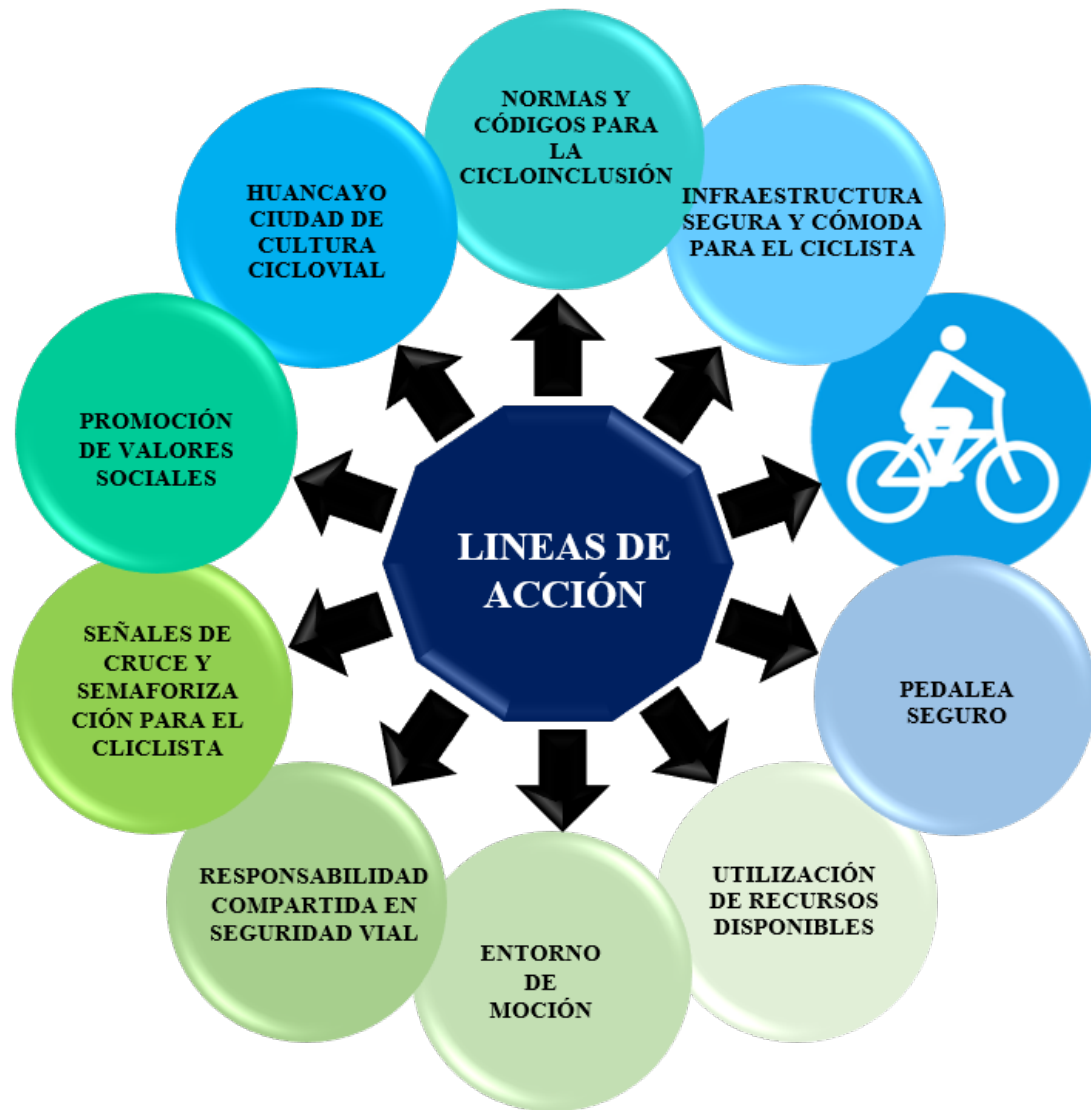 NORMAS Y
CÓDIGOS PARA
LA
CICLOINCLUSIÓN
INFRAESTRUCTURA
SEGURA Y CÓMODA
PARA EL CICLISTA
PEDALEA
SEGURO
UTILIZACIÓN
DE RECURSOS
DISPONIBLES
ENTORNO
DE
MOCIÓN
RESPONSABILIDAD
COMPARTIDA EN
SEGURIDAD VIAL
SEÑALES DE
CRUCE Y
SEMAFORIZA
CIÓN PARA EL
CLICLISTA
PROMOCIÓN
DE VALORES
SOCIALES
HUANCAYO
CIUDAD DE
CULTURA
CICLOVIAL
LINEAS DE
ACCIÓN